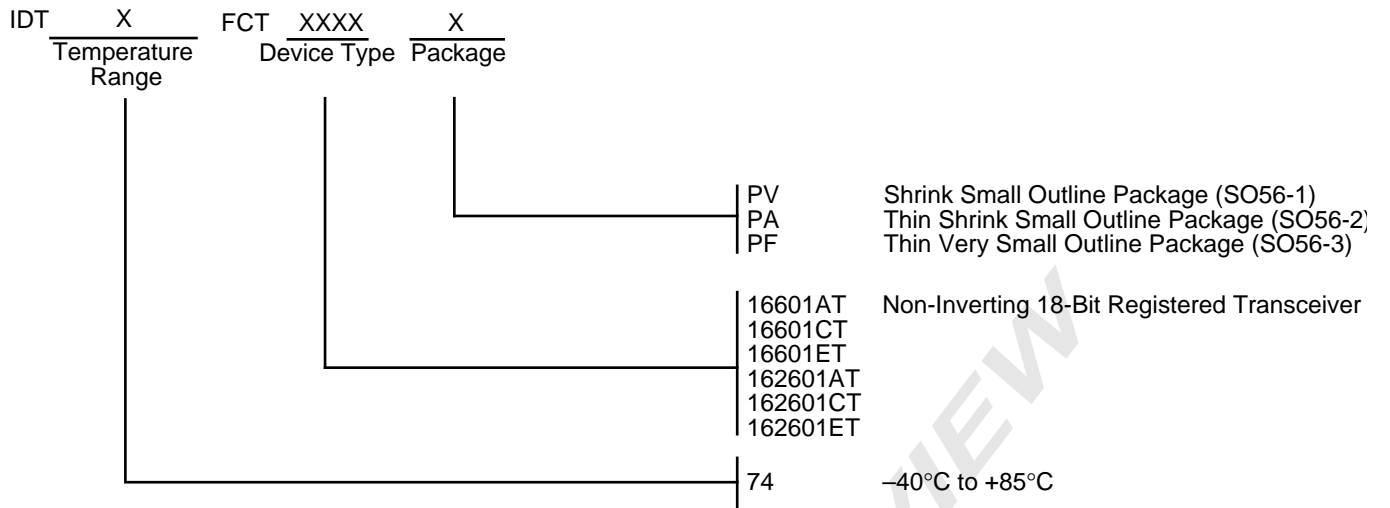 IDT X FCT XXXX X
Temperature Range Device Type Package
PV Shrink Small Outline Package (SO56-1)
PA Thin Shrink Small Outline Package (SO56-2)
PF Thin Very Small Outline Package (SO56-3)
16601AT Non-Inverting 18-Bit Registered Transceiver
16601CT
16601ET
162601AT
162601CT
162601ET
74 –40°C to +85°C